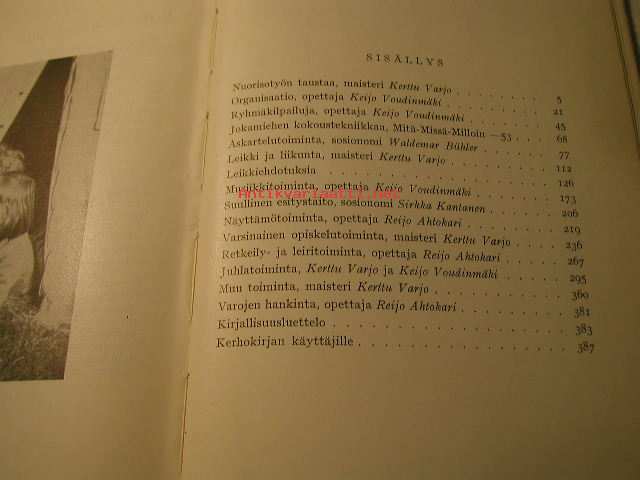 SISÄLLYS
Nuorisotyön taustaa, maisteri Kerttu Varjo . . . . . . . . 5
Organisaatio, opettaja Keijo Voudinmäki . . . . . . . . 21
Ryhmäkilpailuja, opettaja Keijo Voudinmäki . . . . . . . 45
Jokamiehen kokoustekniikkaa, Mitä-Missä-Milloin —53 . . . 68
Askartelutoiminta, sosionomi Waldemar Bühler . . . . . . 77
Leikki ja liikunta, maisteri Kerttu Varjo . . . . . . . . 112
Leikkiehdotuksia . . . . . . . . . . . . . . . . 126
Musiikkitoiminta, opettaja Keijo Voudinmäki . . . . . . 173
Suullinen esitystaito, sosionomi Sirkka Kantanen . . . . . 206
Näyttämötoiminta, opettaja Reijo Ahtokari . . . . . . . 219
Varsinainen opiskelutoiminta, maisteri Kerttu Varjo . . . . 236
Retkeily- ja leiritoiminta, opettaja Reijo Ahtokari . . . . . 267
Juhlatoiminta, Kerttu Varjo ja Keijo Voudinmäki . . . . . 295
Muu toiminta, maisteri Kerttu Varjo . . . . . . . . . 360
Varojen hankinta, opettaja Reijo Ahtokari . . . . . . . . 381
Kirjallisuusluettelo . . . . . . . . . . . . . . . 383
Kerhokirjan käyttäjille . . . . . . . . . . . . . . 387
Antikvariaatti.net